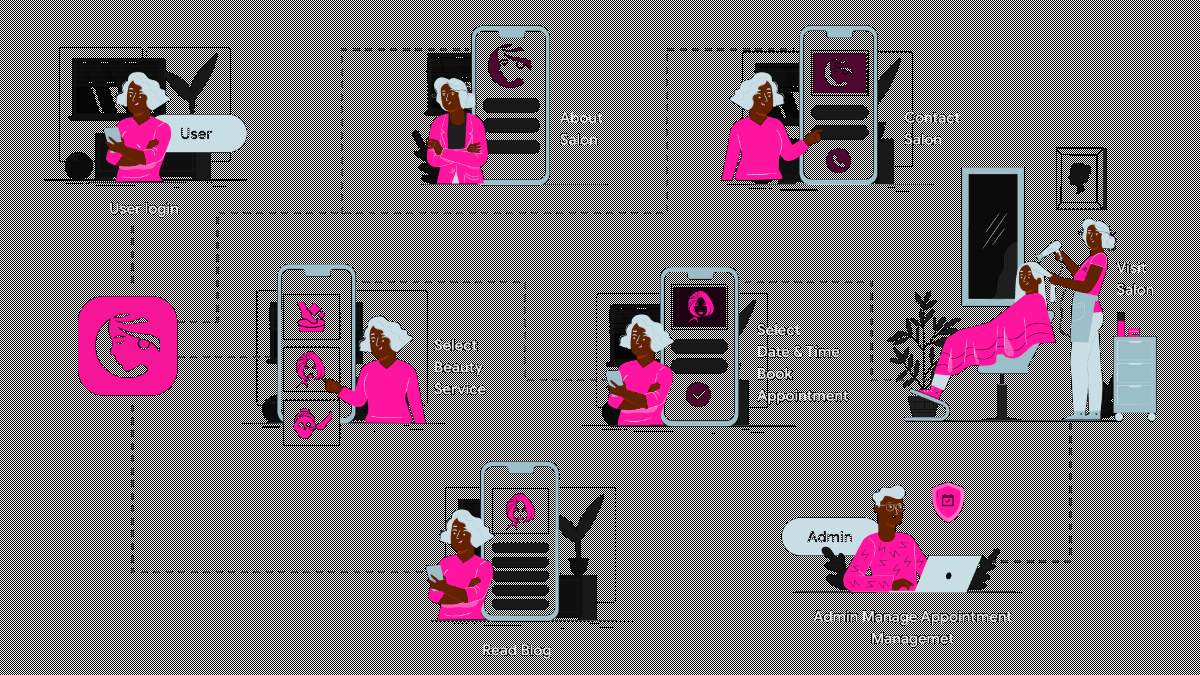 User
User login
About
Salon
Contact
Salon
Visit
Salon
Select
Beauty
Service
Select
Date & Time
Book
Appointment
Read Blog
Admin
Admin Manage Appointment
Managemet